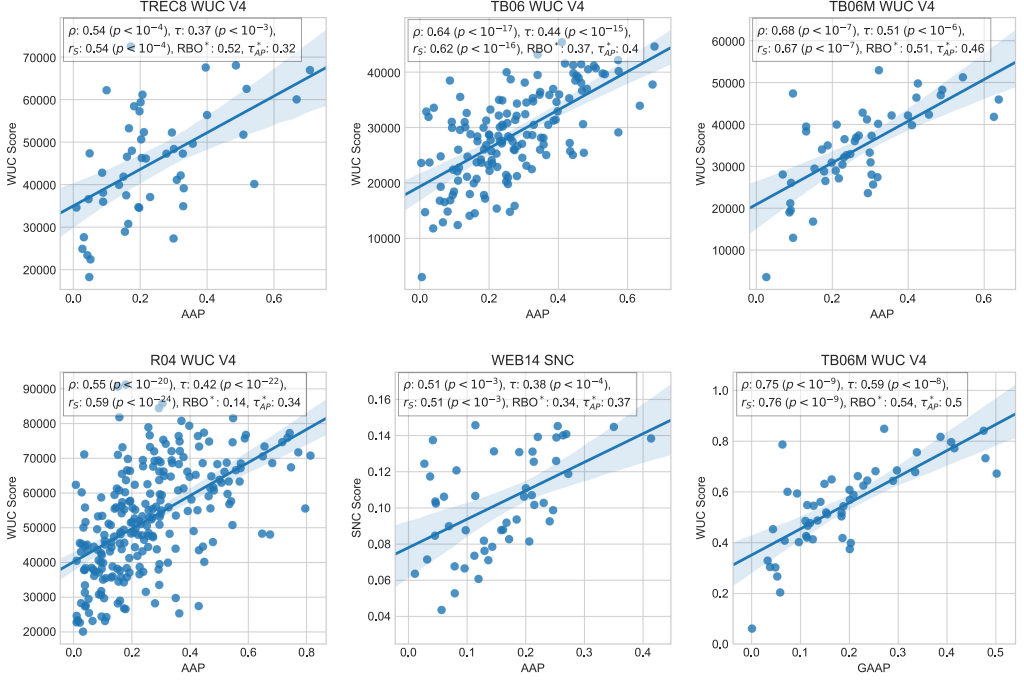 TREC8 WUC V4
ρ: 0.54 (p < 10⁻⁴), τ: 0.37 (p < 10⁻³),
r_S: 0.54 (p < 10⁻⁴), RBO*: 0.52, τ*_AP: 0.32
WUC Score
70000
60000
50000
40000
30000
20000
0.0 0.2 0.4 0.6
AAP
TB06 WUC V4
ρ: 0.64 (p < 10⁻¹⁷), τ: 0.44 (p < 10⁻¹⁵),
r_S: 0.62 (p < 10⁻¹⁶), RBO*: 0.37, τ*_AP: 0.4
WUC Score
40000
30000
20000
10000
0.0 0.2 0.4 0.6
AAP
TB06M WUC V4
ρ: 0.68 (p < 10⁻⁷), τ: 0.51 (p < 10⁻⁶),
r_S: 0.67 (p < 10⁻⁷), RBO*: 0.51, τ*_AP: 0.46
WUC Score
60000
50000
40000
30000
20000
10000
0.0 0.2 0.4 0.6
AAP
R04 WUC V4
ρ: 0.55 (p < 10⁻²⁰), τ: 0.42 (p < 10⁻²²),
r_S: 0.59 (p < 10⁻²⁴), RBO*: 0.14, τ*_AP: 0.34
WUC Score
90000
80000
70000
60000
50000
40000
30000
20000
0.0 0.2 0.4 0.6 0.8
AAP
WEB14 SNC
ρ: 0.51 (p < 10⁻³), τ: 0.38 (p < 10⁻⁴),
r_S: 0.51 (p < 10⁻³), RBO*: 0.34, τ*_AP: 0.37
SNC Score
0.16
0.14
0.12
0.10
0.08
0.06
0.04
0.0 0.1 0.2 0.3 0.4
AAP
TB06M WUC V4
ρ: 0.75 (p < 10⁻⁹), τ: 0.59 (p < 10⁻⁸),
r_S: 0.76 (p < 10⁻⁹), RBO*: 0.54, τ*_AP: 0.5
WUC Score
1.0
0.8
0.6
0.4
0.2
0.0
0.0 0.1 0.2 0.3 0.4 0.5
GAAP